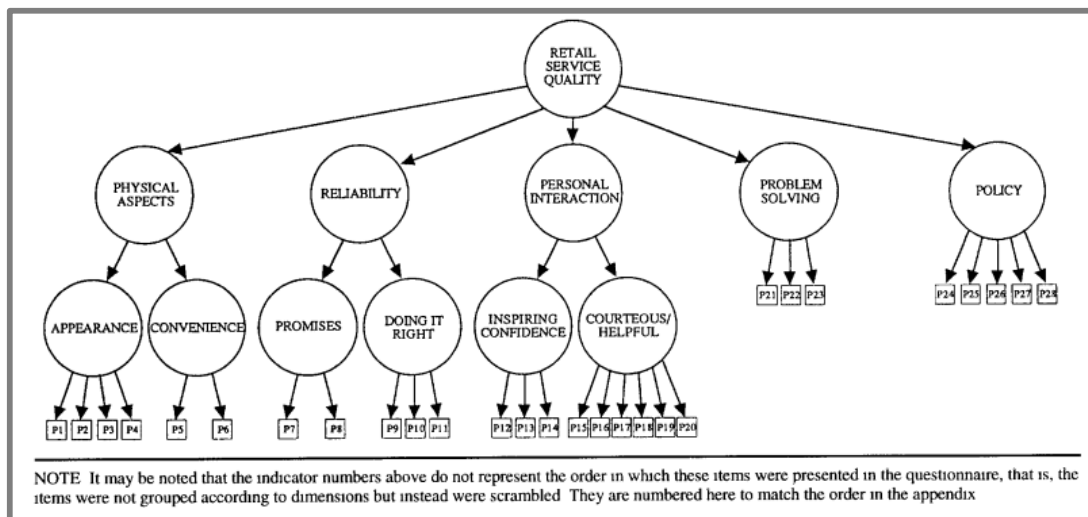 RETAIL
SERVICE
QUALITY
PHYSICAL
ASPECTS
RELIABILITY
PERSONAL
INTERACTION
PROBLEM
SOLVING
POLICY
P21 P22 P23
P24 P25 P26 P27 P28
APPEARANCE
CONVENIENCE
PROMISES
DOING IT
RIGHT
INSPIRING
CONFIDENCE
COURTEOUS/
HELPFUL
P1 P2 P3 P4
P5 P6
P7 P8
P9 P10 P11
P12 P13 P14
P15 P16 P17 P18 P19 P20
NOTE It may be noted that the indicator numbers above do not represent the order in which these items were presented in the questionnaire, that is, the
items were not grouped according to dimensions but instead were scrambled They are numbered here to match the order in the appendix